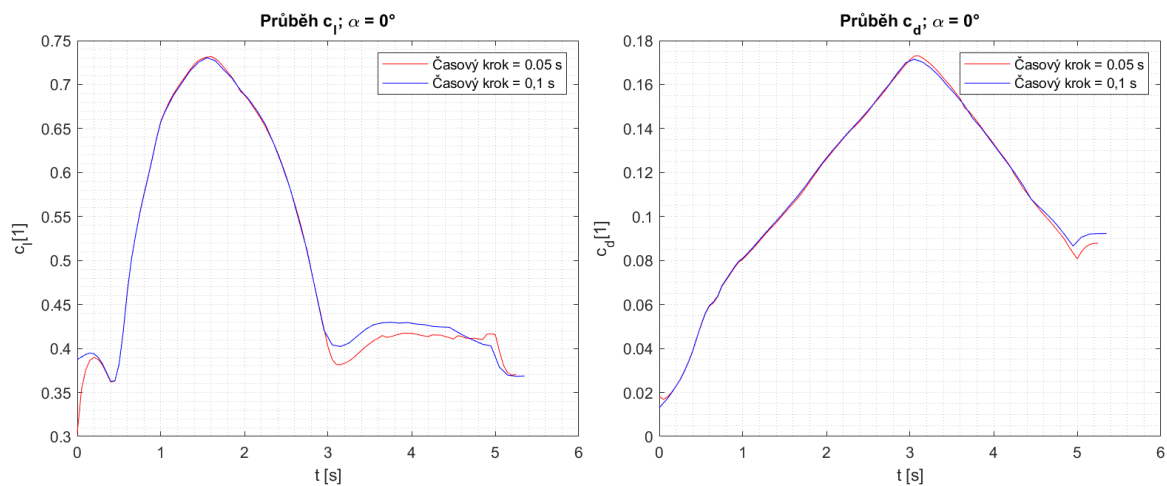 Průběh c_l; α = 0°
0.75
0.7
0.65
0.6
0.55
0.5
0.45
0.4
0.35
0.3
c_l[1]
Časový krok = 0.05 s
Časový krok = 0,1 s
0 1 2 3 4 5 6
t [s]
Průběh c_d; α = 0°
0.18
0.16
0.14
0.12
0.1
0.08
0.06
0.04
0.02
0
c_d[1]
Časový krok = 0.05 s
Časový krok = 0,1 s
0 1 2 3 4 5 6
t [s]